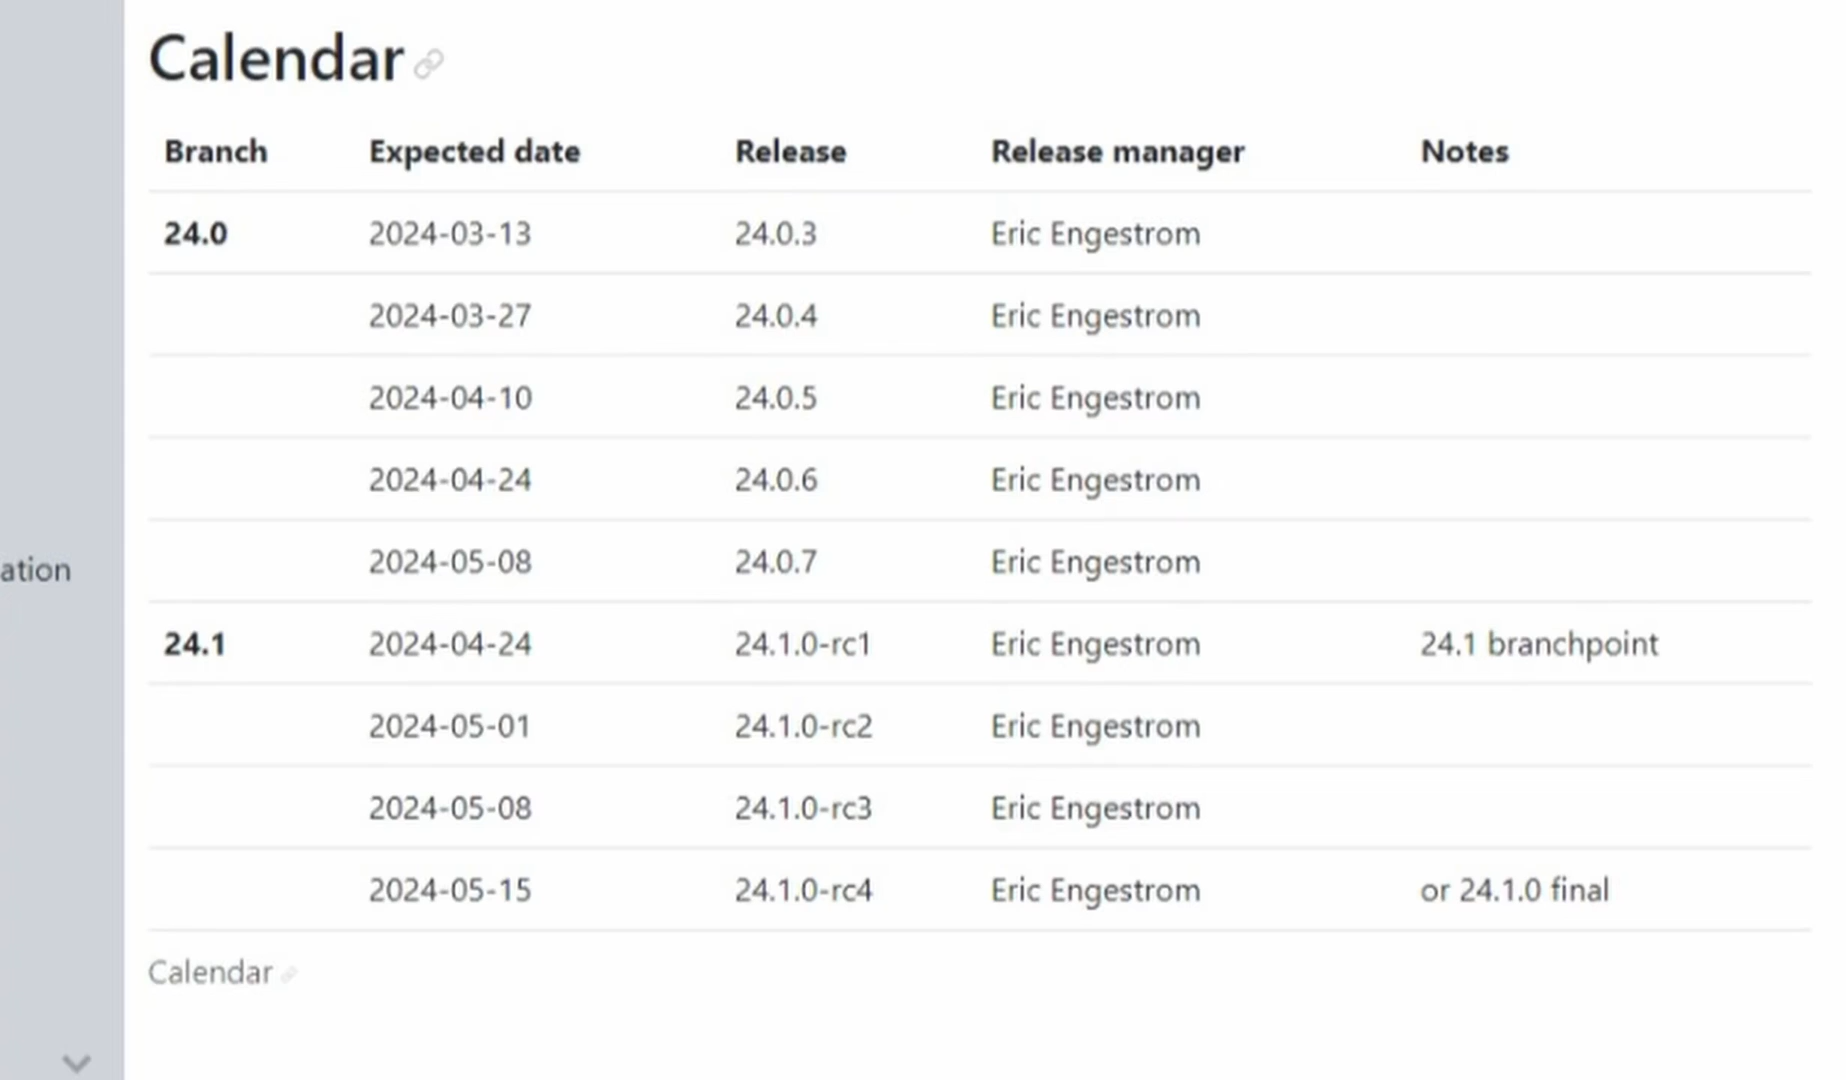 Calendar
Branch Expected date Release Release manager Notes
24.0 2024-03-13 24.0.3 Eric Engestrom
2024-03-27 24.0.4 Eric Engestrom
2024-04-10 24.0.5 Eric Engestrom
2024-04-24 24.0.6 Eric Engestrom
ation
2024-05-08 24.0.7 Eric Engestrom
24.1 2024-04-24 24.1.0-rc1 Eric Engestrom 24.1 branchpoint
2024-05-01 24.1.0-rc2 Eric Engestrom
2024-05-08 24.1.0-rc3 Eric Engestrom
2024-05-15 24.1.0-rc4 Eric Engestrom or 24.1.0 final
Calendar